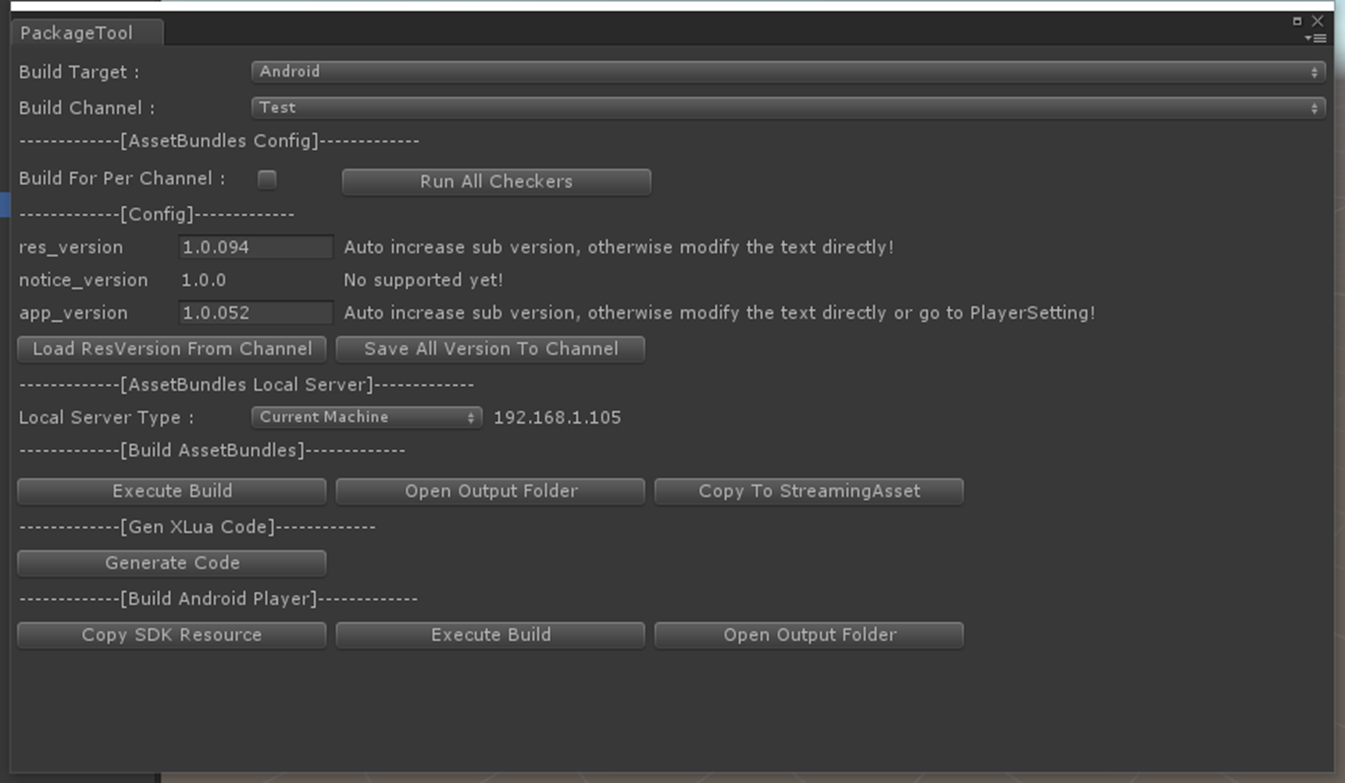 PackageTool
Build Target : Android
Build Channel : Test
-------------[AssetBundles Config]-------------
Build For Per Channel : Run All Checkers
-------------[Config]-------------
res_version 1.0.094 Auto increase sub version, otherwise modify the text directly!
notice_version 1.0.0 No supported yet!
app_version 1.0.052 Auto increase sub version, otherwise modify the text directly or go to PlayerSetting!
Load ResVersion From Channel Save All Version To Channel
-------------[AssetBundles Local Server]-------------
Local Server Type : Current Machine 192.168.1.105
-------------[Build AssetBundles]-------------
Execute Build Open Output Folder Copy To StreamingAsset
-------------[Gen XLua Code]-------------
Generate Code
-------------[Build Android Player]-------------
Copy SDK Resource Execute Build Open Output Folder